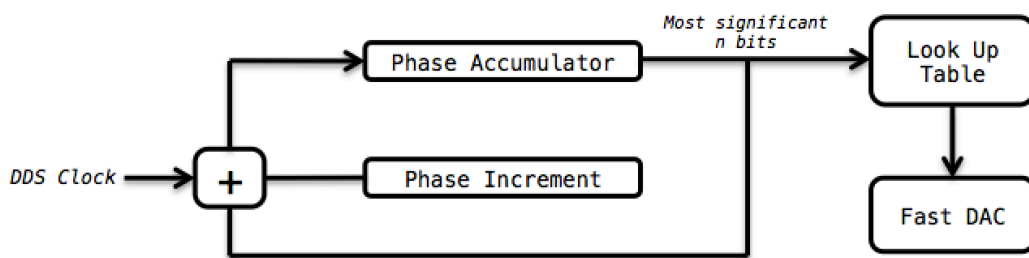 Most significant
n bits
Phase Accumulator
Look Up
Table
DDS Clock
+
Phase Increment
Fast DAC